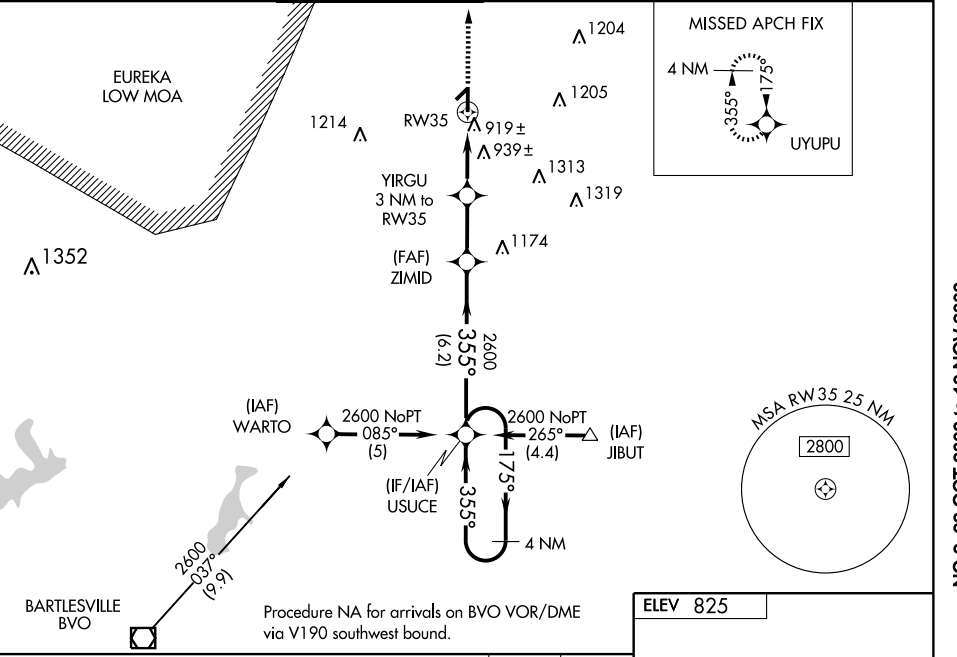 1204
MISSED APCH FIX
EUREKA
LOW MOA
4 NM
175°
355°
UYUPU
1205
1214
RW35
919±
939±
1313
1319
YIRGU
3 NM to
RW35
1174
1352
(FAF)
ZIMID
2600
355°
(6.2)
(IAF)
WARTO
2600 NoPT
085°
(5)
2600 NoPT
265°
(4.4)
(IAF)
JIBUT
(IF/IAF)
USUCE
355°
175°
4 NM
MSA RW35 25 NM
2800
2600
037°
(9.9)
BARTLESVILLE
BVO
Procedure NA for arrivals on BVO VOR/DME
via V190 southwest bound.
ELEV 825